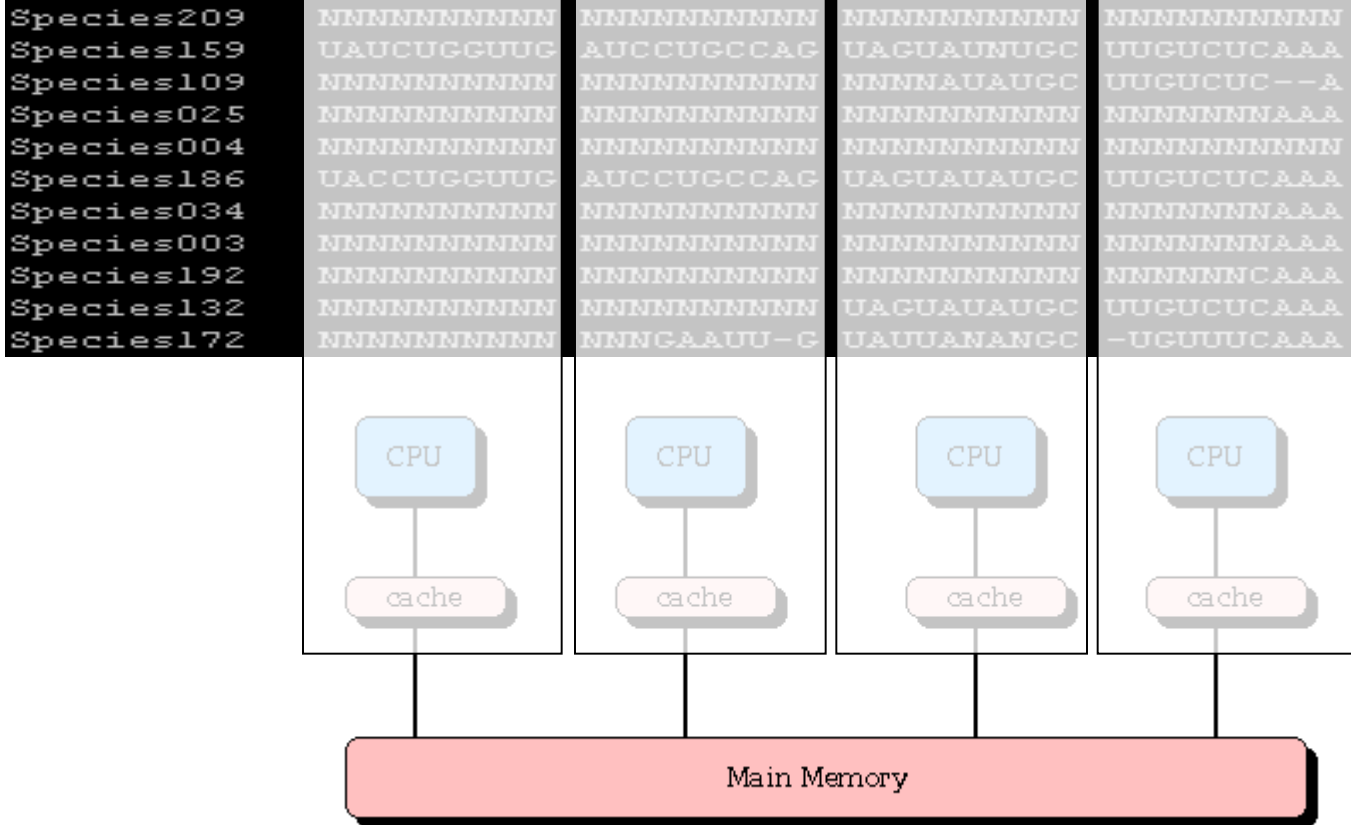 Species209 NNNNNNNNNN NNNNNNNNNN NNNNNNNNNN NNNNNNNNNN
Species159 UAUCUGGUUG AUCCUGCCAG UAGUAUNUGC UUGUCUCAAA
Species109 NNNNNNNNNN NNNNNNNNNN NNNNAUAUGC UUGUCUC--A
Species025 NNNNNNNNNN NNNNNNNNNN NNNNNNNNNN NNNNNNNAAA
Species004 NNNNNNNNNN NNNNNNNNNN NNNNNNNNNN NNNNNNNNNN
Species186 UACCUGGUUG AUCCUGCCAG UAGUAUAUGC UUGUCUCAAA
Species034 NNNNNNNNNN NNNNNNNNNN NNNNNNNNNN NNNNNNNAAA
Species003 NNNNNNNNNN NNNNNNNNNN NNNNNNNNNN NNNNNNNAAA
Species192 NNNNNNNNNN NNNNNNNNNN NNNNNNNNNN NNNNNNCAAA
Species132 NNNNNNNNNN NNNNNNNNNN UAGUAUAUGC UUGUCUCAAA
Species172 NNNNNNNNNN NNNGAAUU-G UAUUANANGC -UGUUUCAAA
CPU CPU CPU CPU
cache cache cache cache
Main Memory